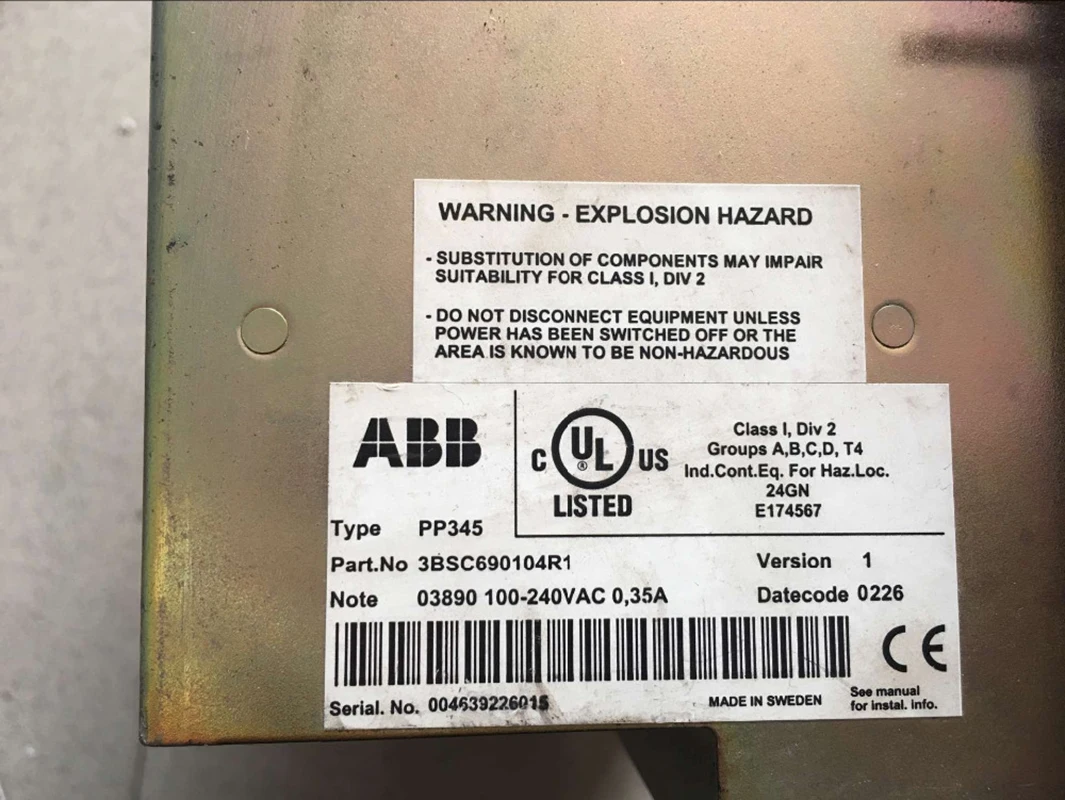 WARNING - EXPLOSION HAZARD
- SUBSTITUTION OF COMPONENTS MAY IMPAIR
SUITABILITY FOR CLASS I, DIV 2
- DO NOT DISCONNECT EQUIPMENT UNLESS
POWER HAS BEEN SWITCHED OFF OR THE
AREA IS KNOWN TO BE NON-HAZARDOUS
ABB
C UL ® US
LISTED
Class I, Div 2
Groups A,B,C,D, T4
Ind.Cont.Eq. For Haz.Loc.
24GN
E174567
Type PP345
Part.No 3BSC690104R1 Version 1
Note 03890 100-240VAC 0,35A Datecode 0226
CE
Serial. No. 004639226015 MADE IN SWEDEN
See manual
for instal. info.